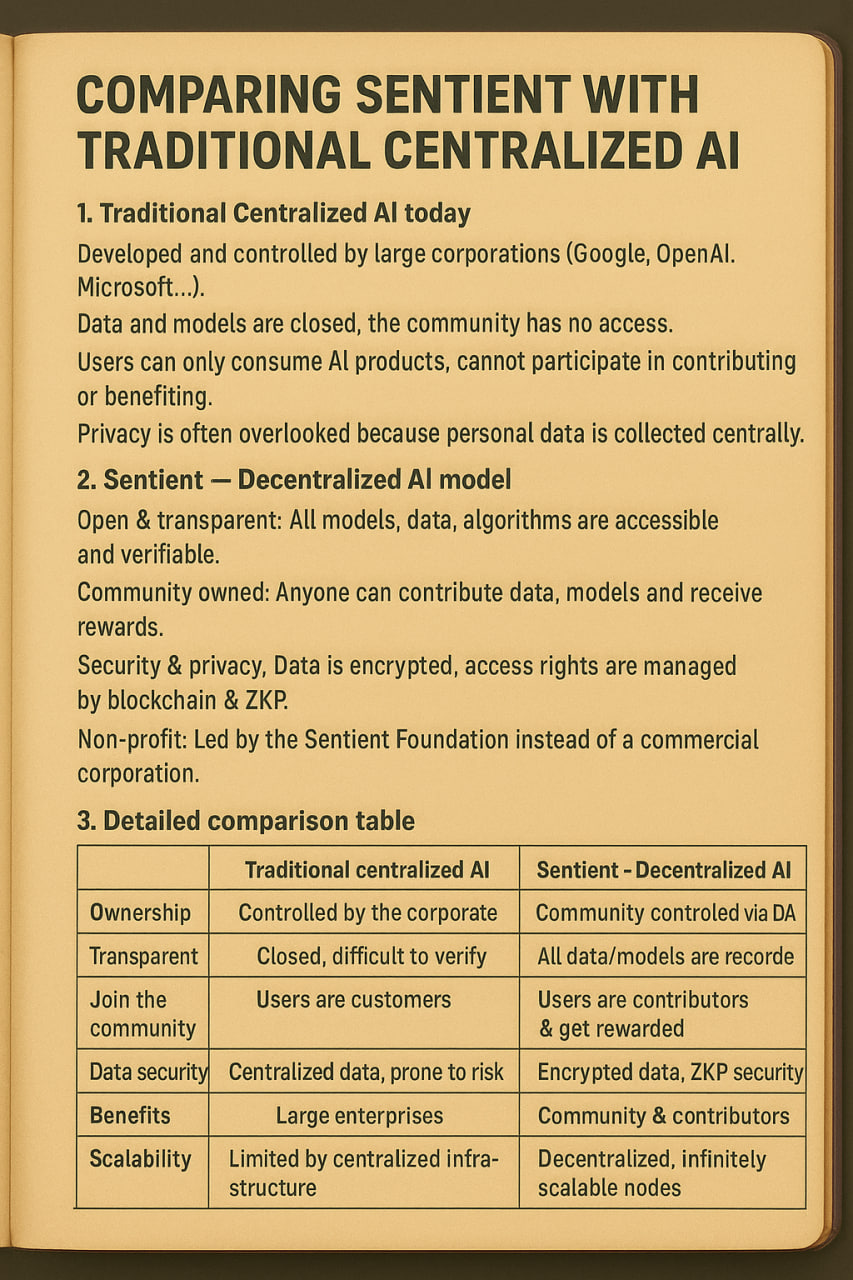 COMPARING SENTIENT WITH
TRADITIONAL CENTRALIZED AI
1. Traditional Centralized AI today
Developed and controlled by large corporations (Google, OpenAI.
Microsoft...).
Data and models are closed, the community has no access.
Users can only consume AI products, cannot participate in contributing
or benefiting.
Privacy is often overlooked because personal data is collected centrally.
2. Sentient — Decentralized AI model
Open & transparent: All models, data, algorithms are accessible
and verifiable.
Community owned: Anyone can contribute data, models and receive
rewards.
Security & privacy, Data is encrypted, access rights are managed
by blockchain & ZKP.
Non-profit: Led by the Sentient Foundation instead of a commercial
corporation.
3. Detailed comparison table
Traditional centralized AI Sentient - Decentralized AI
Ownership Controlled by the corporate Community controled via DA
Transparent Closed, difficult to verify All data/models are recorde
Join the Users are customers Users are contributors
community & get rewarded
Data security Centralized data, prone to risk Encrypted data, ZKP security
Benefits Large enterprises Community & contributors
Scalability Limited by centralized infra- Decentralized, infinitely
structure scalable nodes